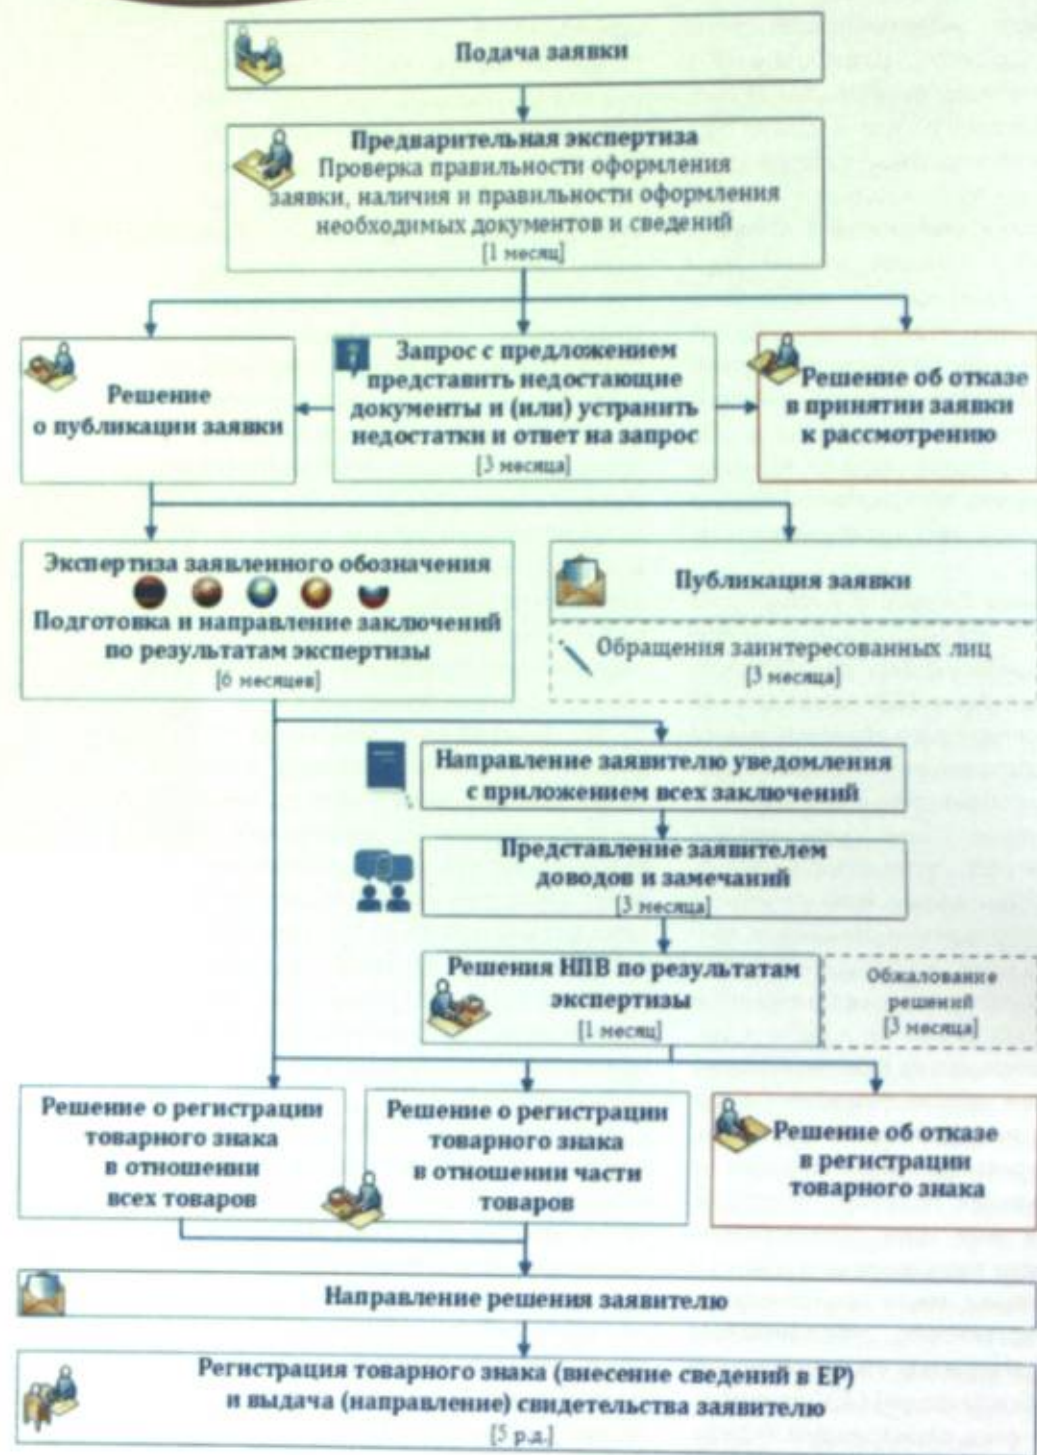 Подача заявки
Предварительная экспертиза
Проверка правильности оформления
заявки, наличия и правильности оформления
необходимых документов и сведений
[1 месяц]
Решение
о публикации заявки
Запрос с предложением
представить недостающие
документы и (или) устранить
недостатки и ответ на запрос
[3 месяца]
Решение об отказе
в принятии заявки
к рассмотрению
Экспертиза заявленного обозначения
Подготовка и направление заключений
по результатам экспертизы
[6 месяцев]
Публикация заявки
Обращения заинтересованных лиц
[3 месяца]
Направление заявителю уведомления
с приложением всех заключений
Представление заявителем
доводов и замечаний
[3 месяца]
Решения НПВ по результатам
экспертизы
[1 месяц]
Обжалование
решений
[3 месяца]
Решение о регистрации
товарного знака
в отношении
всех товаров
Решение о регистрации
товарного знака
в отношении части
товаров
Решение об отказе
в регистрации
товарного знака
Направление решения заявителю
Регистрация товарного знака (внесение сведений в ЕР)
и выдача (направление) свидетельства заявителю
[5 р.д.]